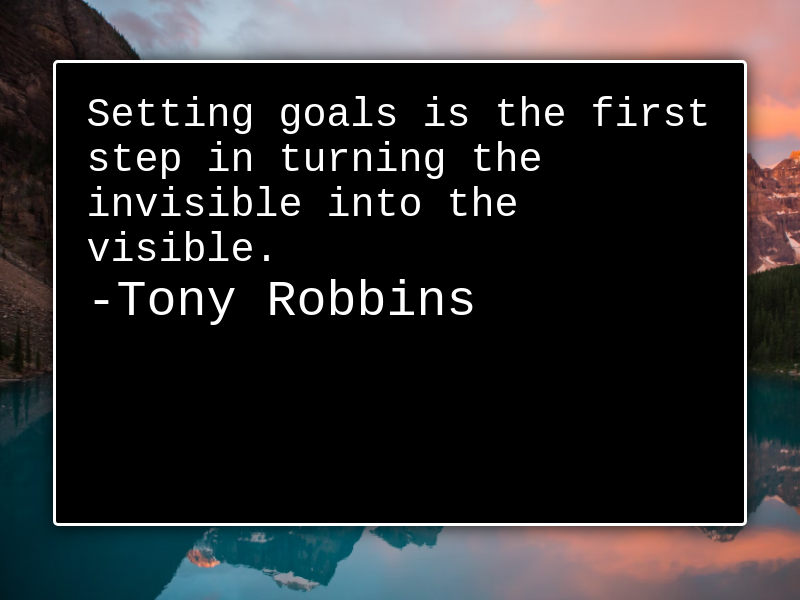 Setting goals is the first
step in turning the
invisible into the
visible.
-Tony Robbins